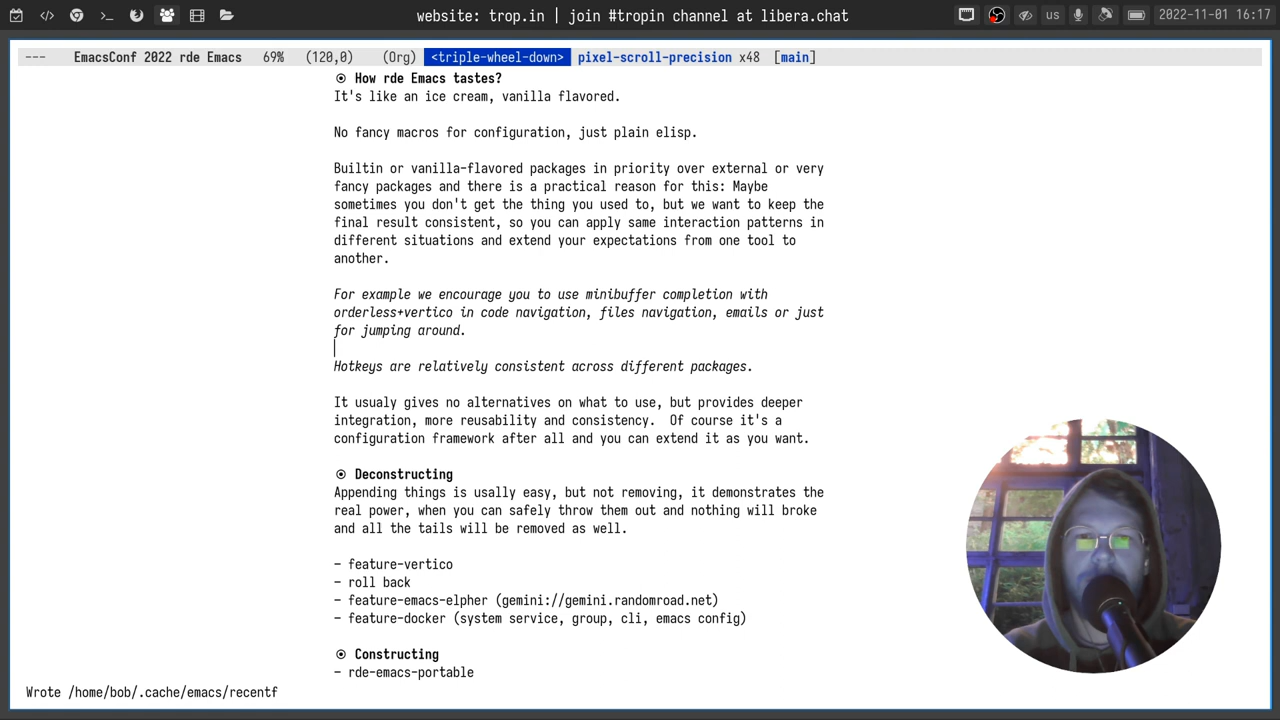 website: trop.in | join #tropin channel at libera.chat
us
2022-11-01 16:17
--- EmacsConf 2022 rde Emacs 69% (120,0) (Org) <triple-wheel-down> pixel-scroll-precision x48 [main]
How rde Emacs tastes?
It's like an ice cream, vanilla flavored.
No fancy macros for configuration, just plain elisp.
Builtin or vanilla-flavored packages in priority over external or very
fancy packages and there is a practical reason for this: Maybe
sometimes you don't get the thing you used to, but we want to keep the
final result consistent, so you can apply same interaction patterns in
different situations and extend your expectations from one tool to
another.
For example we encourage you to use minibuffer completion with
orderless+vertico in code navigation, files navigation, emails or just
for jumping around.
Hotkeys are relatively consistent across different packages.
It usualy gives no alternatives on what to use, but provides deeper
integration, more reusability and consistency.  Of course it's a
configuration framework after all and you can extend it as you want.
Deconstructing
Appending things is usally easy, but not removing, it demonstrates the
real power, when you can safely throw them out and nothing will broke
and all the tails will be removed as well.
- feature-vertico
- roll back
- feature-emacs-elpher (gemini://gemini.randomroad.net)
- feature-docker (system service, group, cli, emacs config)
Constructing
- rde-emacs-portable
Wrote /home/bob/.cache/emacs/recentf